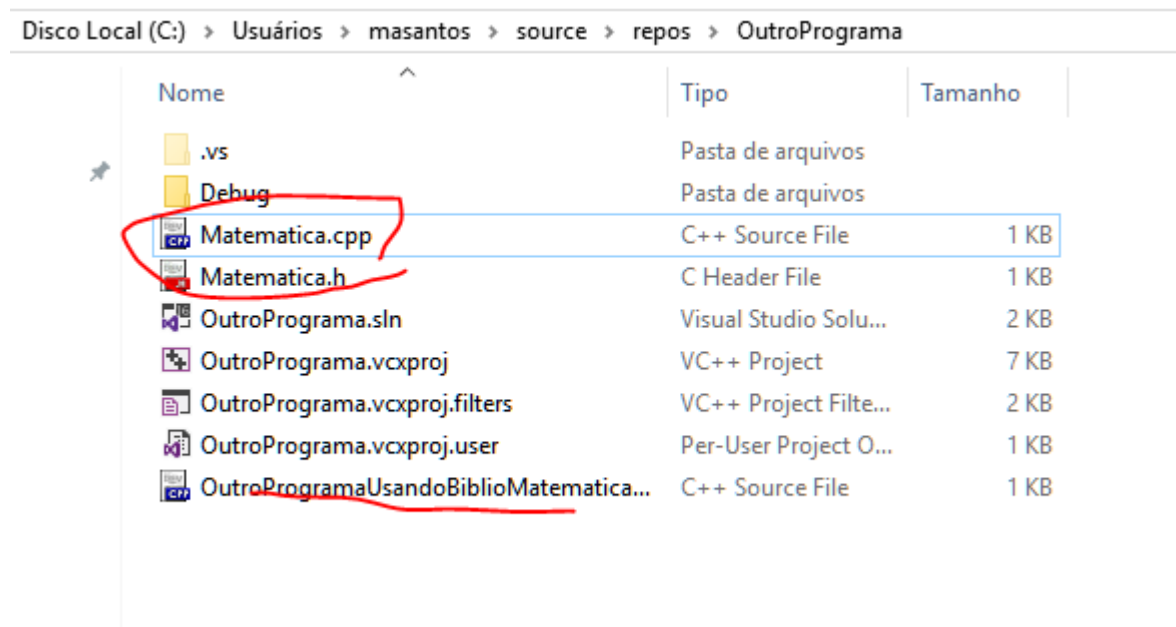 Disco Local (C:) > Usuários > masantos > source > repos > OutroPrograma
Nome Tipo Tamanho
.vs Pasta de arquivos
Debug Pasta de arquivos
Matematica.cpp C++ Source File 1 KB
Matematica.h C Header File 1 KB
OutroPrograma.sln Visual Studio Solu... 2 KB
OutroPrograma.vcxproj VC++ Project 7 KB
OutroPrograma.vcxproj.filters VC++ Project Filte... 2 KB
OutroPrograma.vcxproj.user Per-User Project O... 1 KB
OutroProgramaUsandoBiblioMatematica... C++ Source File 1 KB